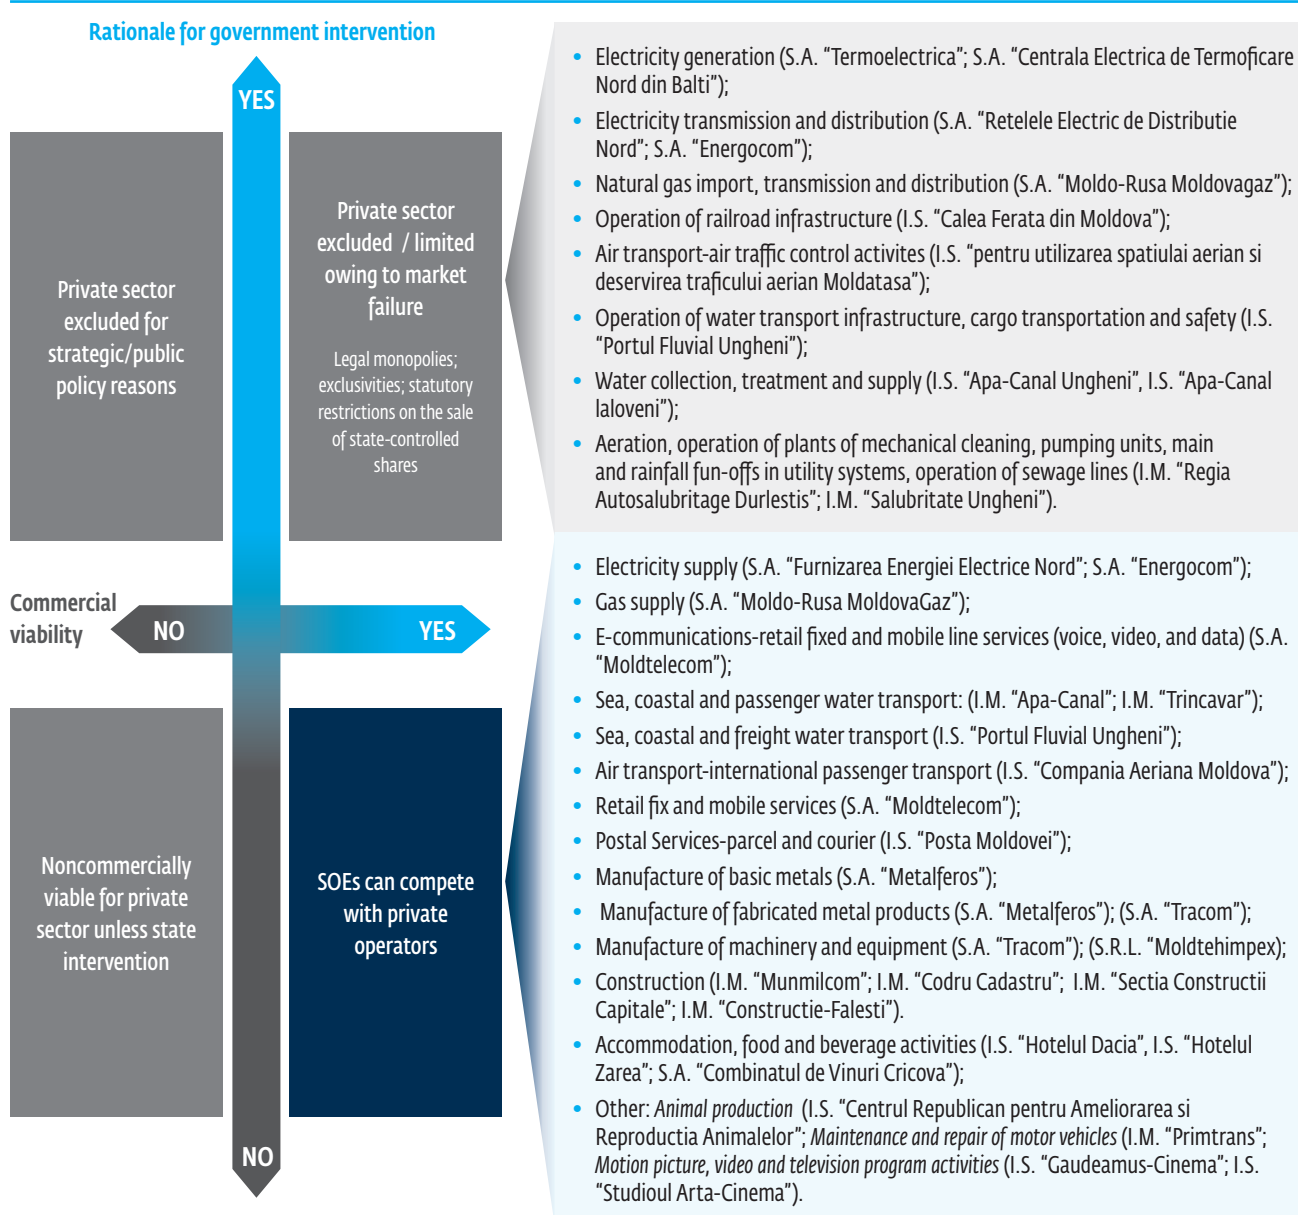 Rationale for government intervention
YES
Private sector
excluded for
strategic/public
policy reasons
Private sector
excluded / limited
owing to market
failure
Legal monopolies;
exclusivities; statutory
restrictions on the sale
of state-controlled
shares
Commercial
viability
NO
YES
Noncommercially
viable for private
sector unless state
intervention
SOEs can compete
with private
operators
NO
• Electricity generation (S.A. “Termoelectrica”; S.A. “Centrala Electrica de Termoficare
Nord din Balti”);
• Electricity transmission and distribution (S.A. “Retelele Electric de Distributie
Nord”; S.A. “Energocom”);
• Natural gas import, transmission and distribution (S.A. “Moldo-Rusa Moldovagaz”);
• Operation of railroad infrastructure (I.S. “Calea Ferata din Moldova”);
• Air transport-air traffic control activites (I.S. “pentru utilizarea spatiulai aerian si
deservirea traficului aerian Moldatasa”);
• Operation of water transport infrastructure, cargo transportation and safety (I.S.
“Portul Fluvial Ungheni”);
• Water collection, treatment and supply (I.S. “Apa-Canal Ungheni”, I.S. “Apa-Canal
Ialoveni”);
• Aeration, operation of plants of mechanical cleaning, pumping units, main
and rainfall fun-offs in utility systems, operation of sewage lines (I.M. “Regia
Autosalubritage Durlestis”; I.M. “Salubritate Ungheni”).
• Electricity supply (S.A. “Furnizarea Energiei Electrice Nord”; S.A. “Energocom”);
• Gas supply (S.A. “Moldo-Rusa MoldovaGaz”);
• E-communications-retail fixed and mobile line services (voice, video, and data) (S.A.
“Moldtelecom”);
• Sea, coastal and passenger water transport: (I.M. “Apa-Canal”; I.M. “Trincavar”);
• Sea, coastal and freight water transport (I.S. “Portul Fluvial Ungheni”);
• Air transport-international passenger transport (I.S. “Compania Aeriana Moldova”);
• Retail fix and mobile services (S.A. “Moldtelecom”);
• Postal Services-parcel and courier (I.S. “Posta Moldovei”);
• Manufacture of basic metals (S.A. “Metalferos”);
• Manufacture of fabricated metal products (S.A. “Metalferos”); (S.A. “Tracom”);
• Manufacture of machinery and equipment (S.A. “Tracom”); (S.R.L. “Moldtehimpex);
• Construction (I.M. “Munmilcom”; I.M. “Codru Cadastru”; I.M. “Sectia Constructii
Capitale”; I.M. “Constructie-Falesti”).
• Accommodation, food and beverage activities (I.S. “Hotelul Dacia”, I.S. “Hotelul
Zarea”; S.A. “Combinatul de Vinuri Cricova”);
• Other: Animal production (I.S. “Centrul Republican pentru Ameliorarea si
Reproductia Animalelor”; Maintenance and repair of motor vehicles (I.M. “Primtrans”;
Motion picture, video and television program activities (I.S. “Gaudeamus-Cinema”; I.S.
“Studioul Arta-Cinema”).